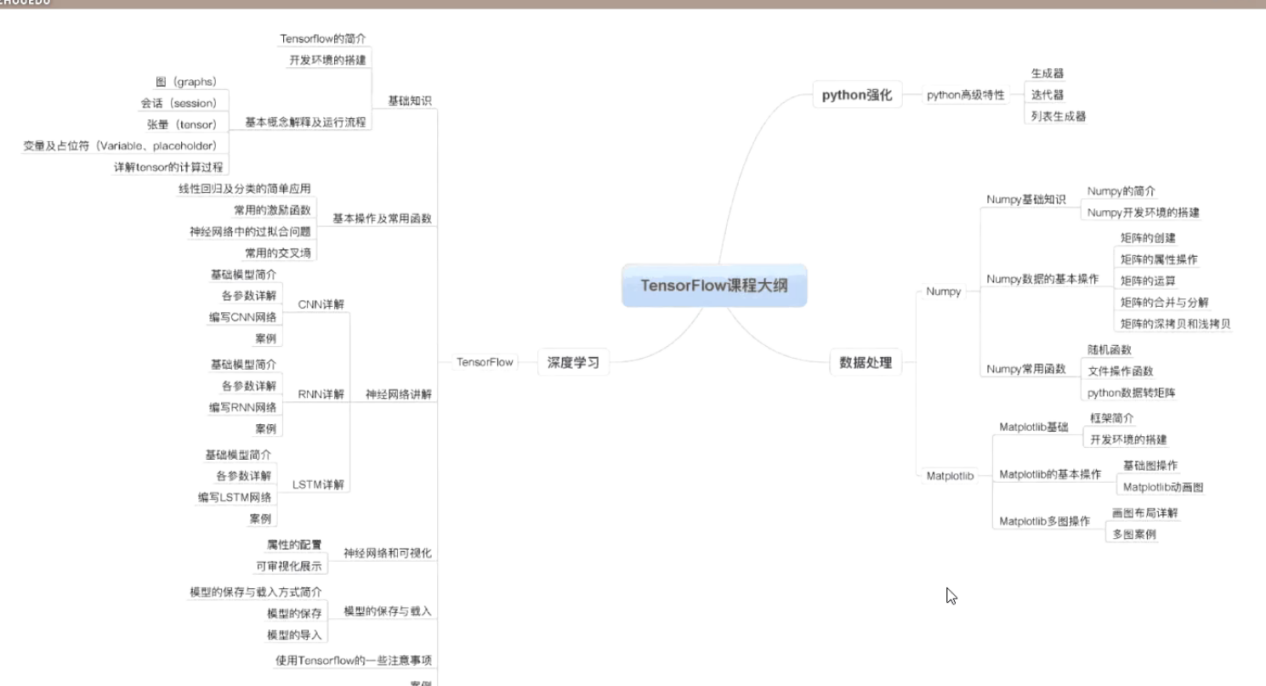 TensorFlow课程大纲
python强化
python高级特性
生成器
迭代器
列表生成器
数据处理
Numpy
Numpy基础知识
Numpy的简介
Numpy开发环境的搭建
Numpy数据的基本操作
矩阵的创建
矩阵的属性操作
矩阵的运算
矩阵的合并与分解
矩阵的深拷贝和浅拷贝
Numpy常用函数
随机函数
文件操作函数
python数据转矩阵
Matplotlib
Matplotlib基础
框架简介
开发环境的搭建
Matplotlib的基本操作
基础图操作
Matplotlib动画图
Matplotlib多图操作
画图布局详解
多图案例
深度学习
TensorFlow
基础知识
Tensorflow的简介
开发环境的搭建
基本概念解释及运行流程
图（graphs）
会话（session）
张量（tensor）
变量及占位符（Variable、placeholder）
详解tensor的计算过程
基本操作及常用函数
线性回归及分类的简单应用
常用的激励函数
神经网络中的过拟合问题
常用的交叉熵
神经网络讲解
CNN详解
基础模型简介
各参数详解
编写CNN网络
案例
RNN详解
基础模型简介
各参数详解
编写RNN网络
案例
LSTM详解
基础模型简介
各参数详解
编写LSTM网络
案例
神经网络和可视化
属性的配置
可审视化展示
模型的保存与载入
模型的保存与载入方式简介
模型的保存
模型的导入
使用Tensorflow的一些注意事项
案例